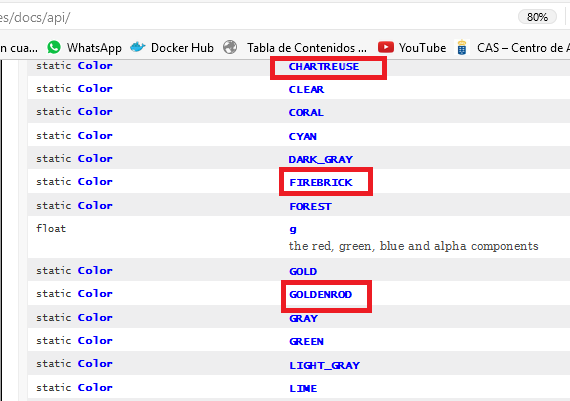 es/docs/api/ 80%
n cua... WhatsApp Docker Hub Tabla de Contenidos ... YouTube CAS – Centro de A
static Color CHARTREUSE
static Color CLEAR
static Color CORAL
static Color CYAN
static Color DARK_GRAY
static Color FIREBRICK
static Color FOREST
float g
the red, green, blue and alpha components
static Color GOLD
static Color GOLDENROD
static Color GRAY
static Color GREEN
static Color LIGHT_GRAY
static Color LIME